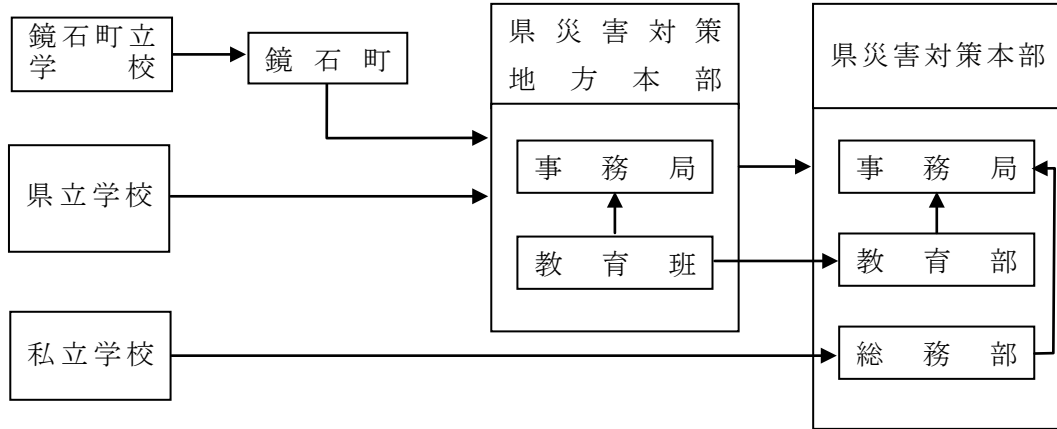 鏡石町立
学校
鏡石町
県災害対策
地方本部
県災害対策本部
県立学校
事務局
教育班
事務局
教育部
私立学校
総務部